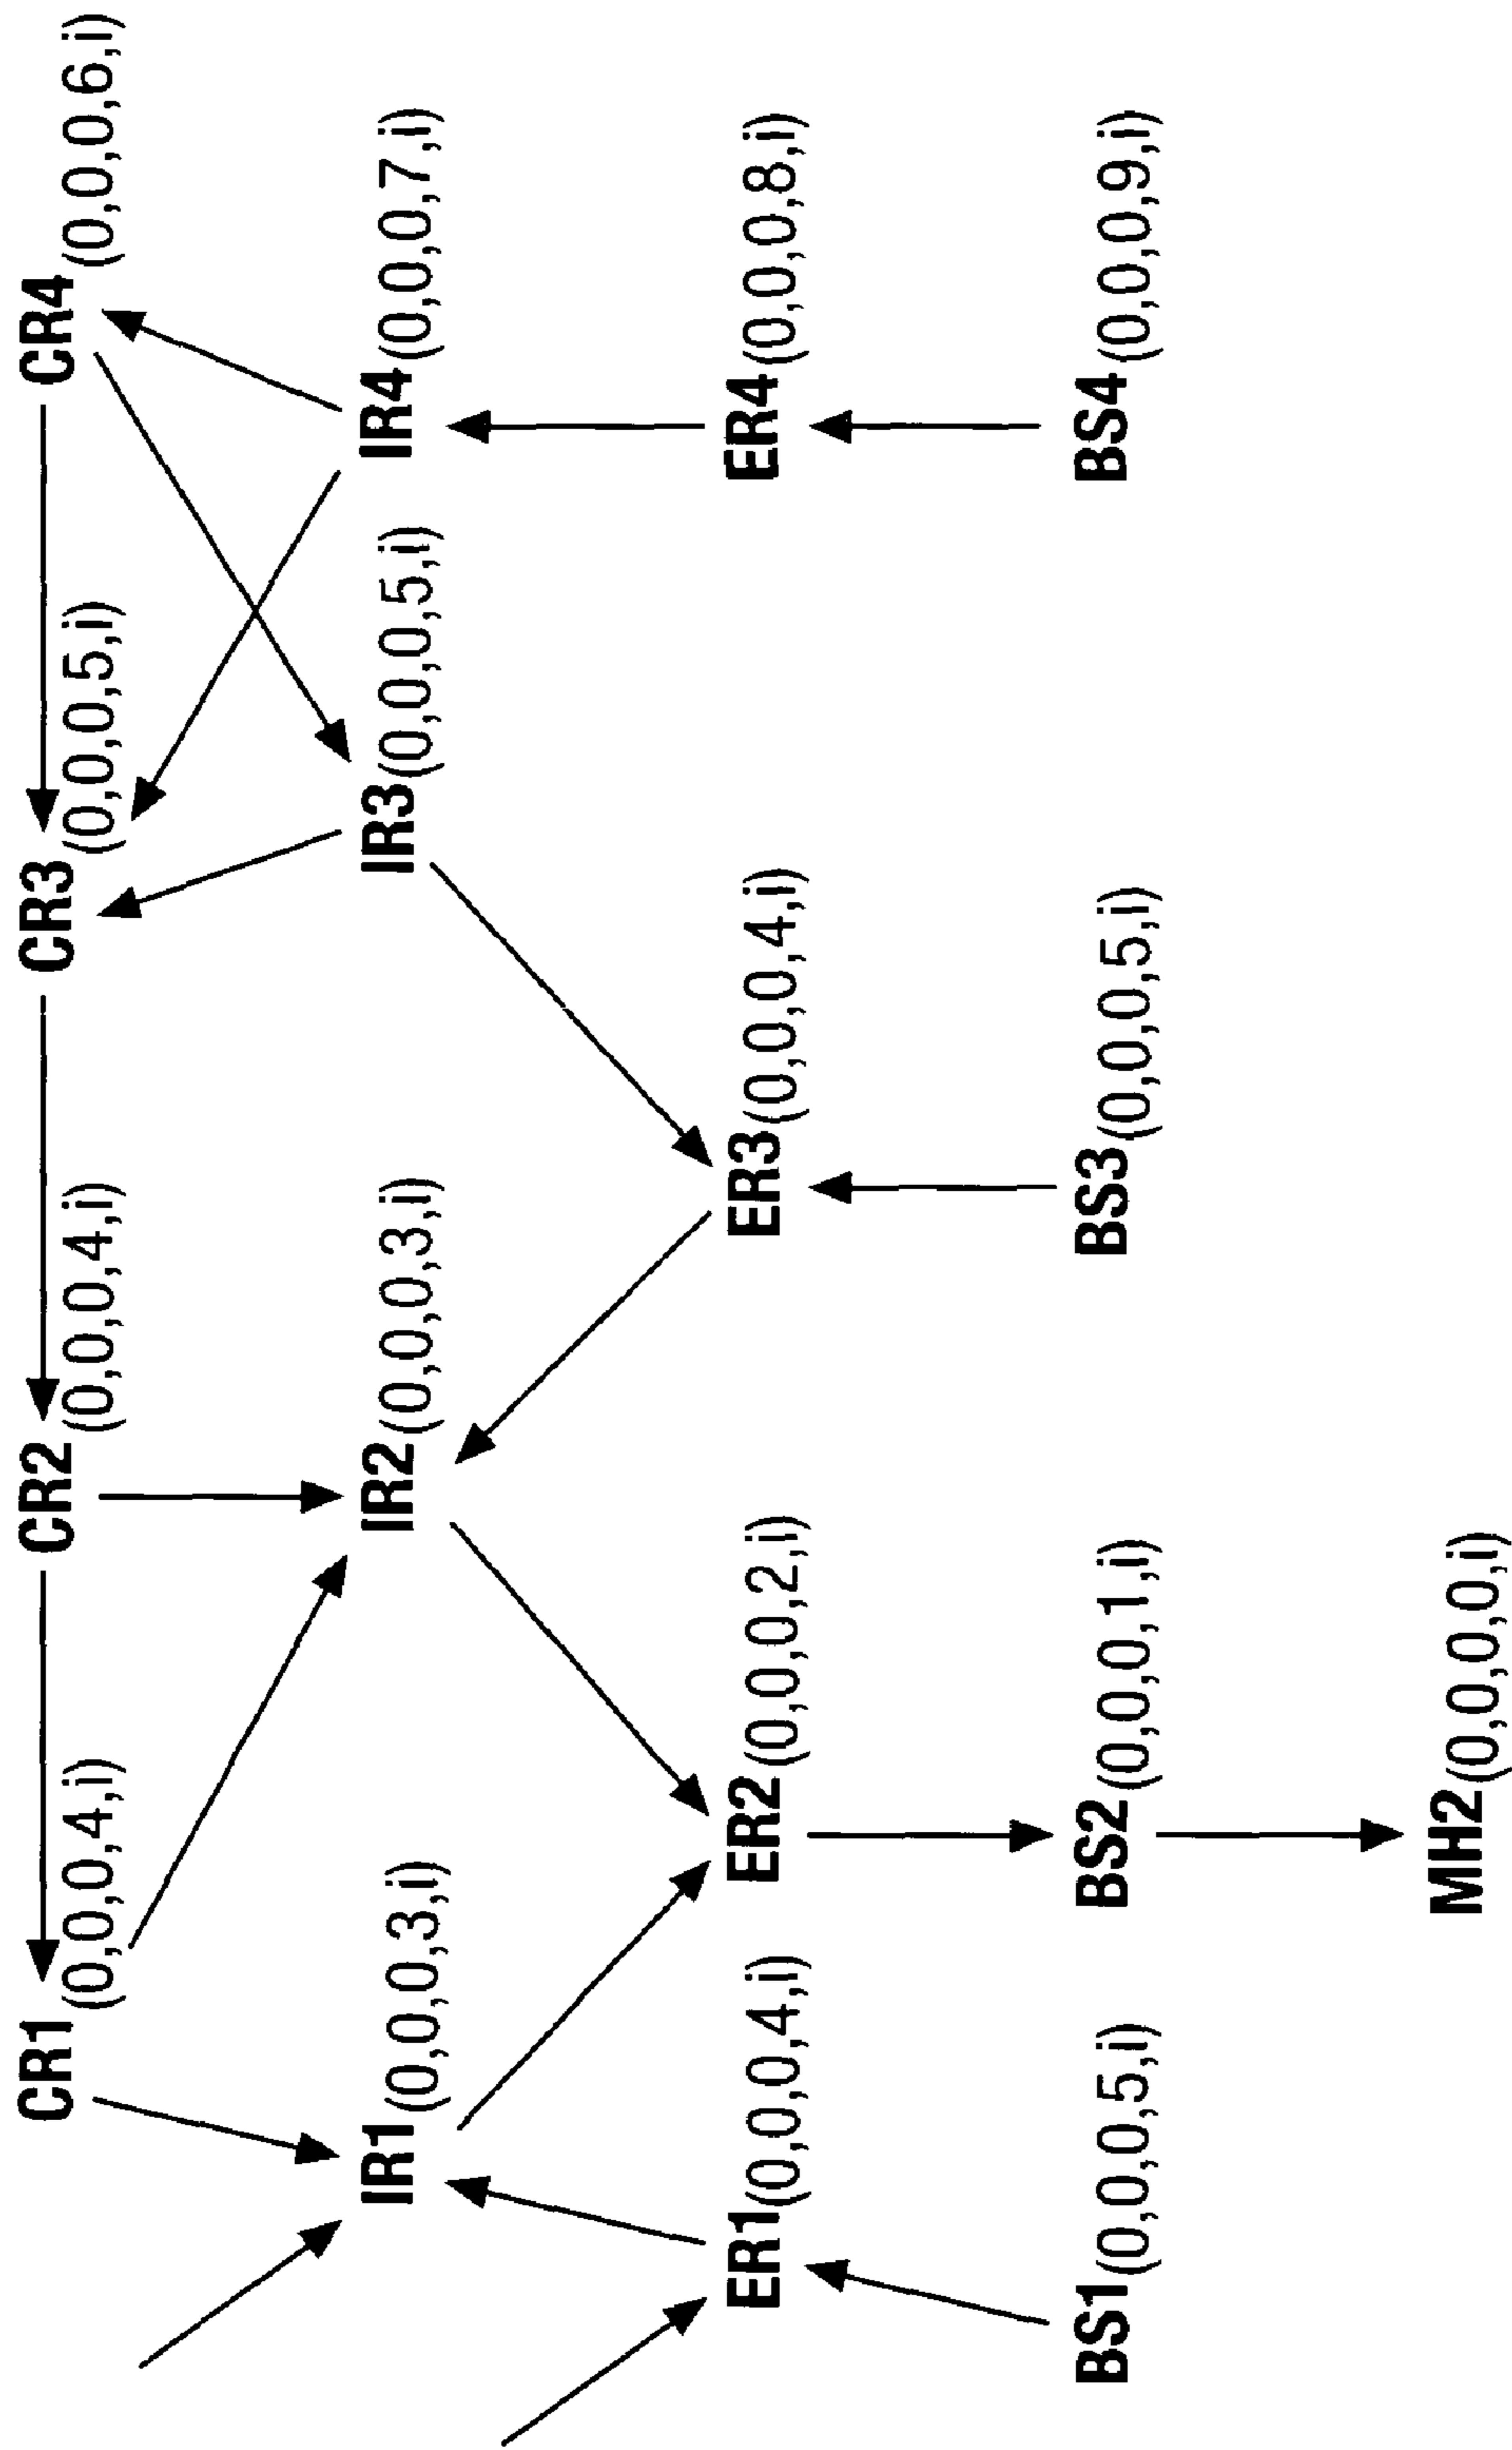 CR1(0,0,0,4,i) CR2(0,0,0,4,i) CR3(0,0,0,5,i) CR4(0,0,0,6,i)
IR1(0,0,0,3,i) IR2(0,0,0,3,i) IR3(0,0,0,5,i) IR4(0,0,0,7,i)
ER1(0,0,0,4,i) ER2(0,0,0,2,i) ER3(0,0,0,4,i) ER4(0,0,0,8,i)
BS1(0,0,0,5,i) BS2(0,0,0,1,i) BS3(0,0,0,5,i) BS4(0,0,0,9,i)
MH2(0,0,0,0,i)